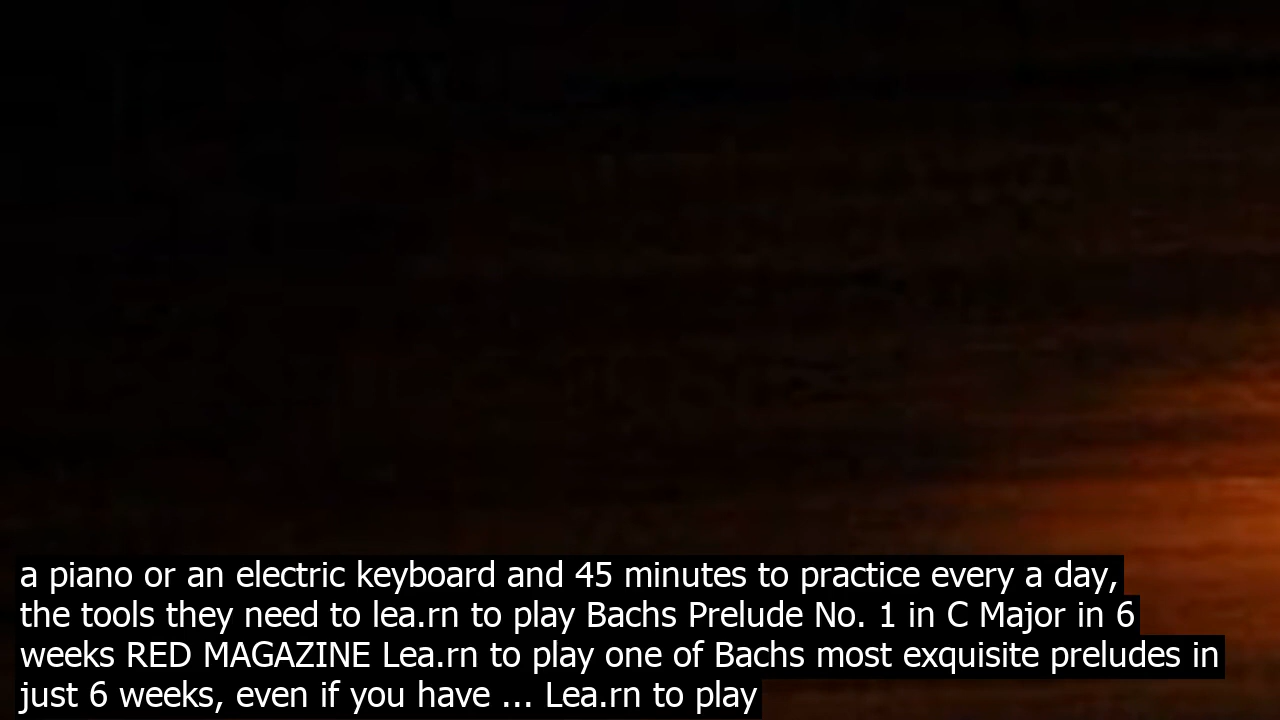 a piano or an electric keyboard and 45 minutes to practice every a day,
the tools they need to lea.rn to play Bachs Prelude No. 1 in C Major in 6
weeks RED MAGAZINE Lea.rn to play one of Bachs most exquisite preludes in
just 6 weeks, even if you have ... Lea.rn to play